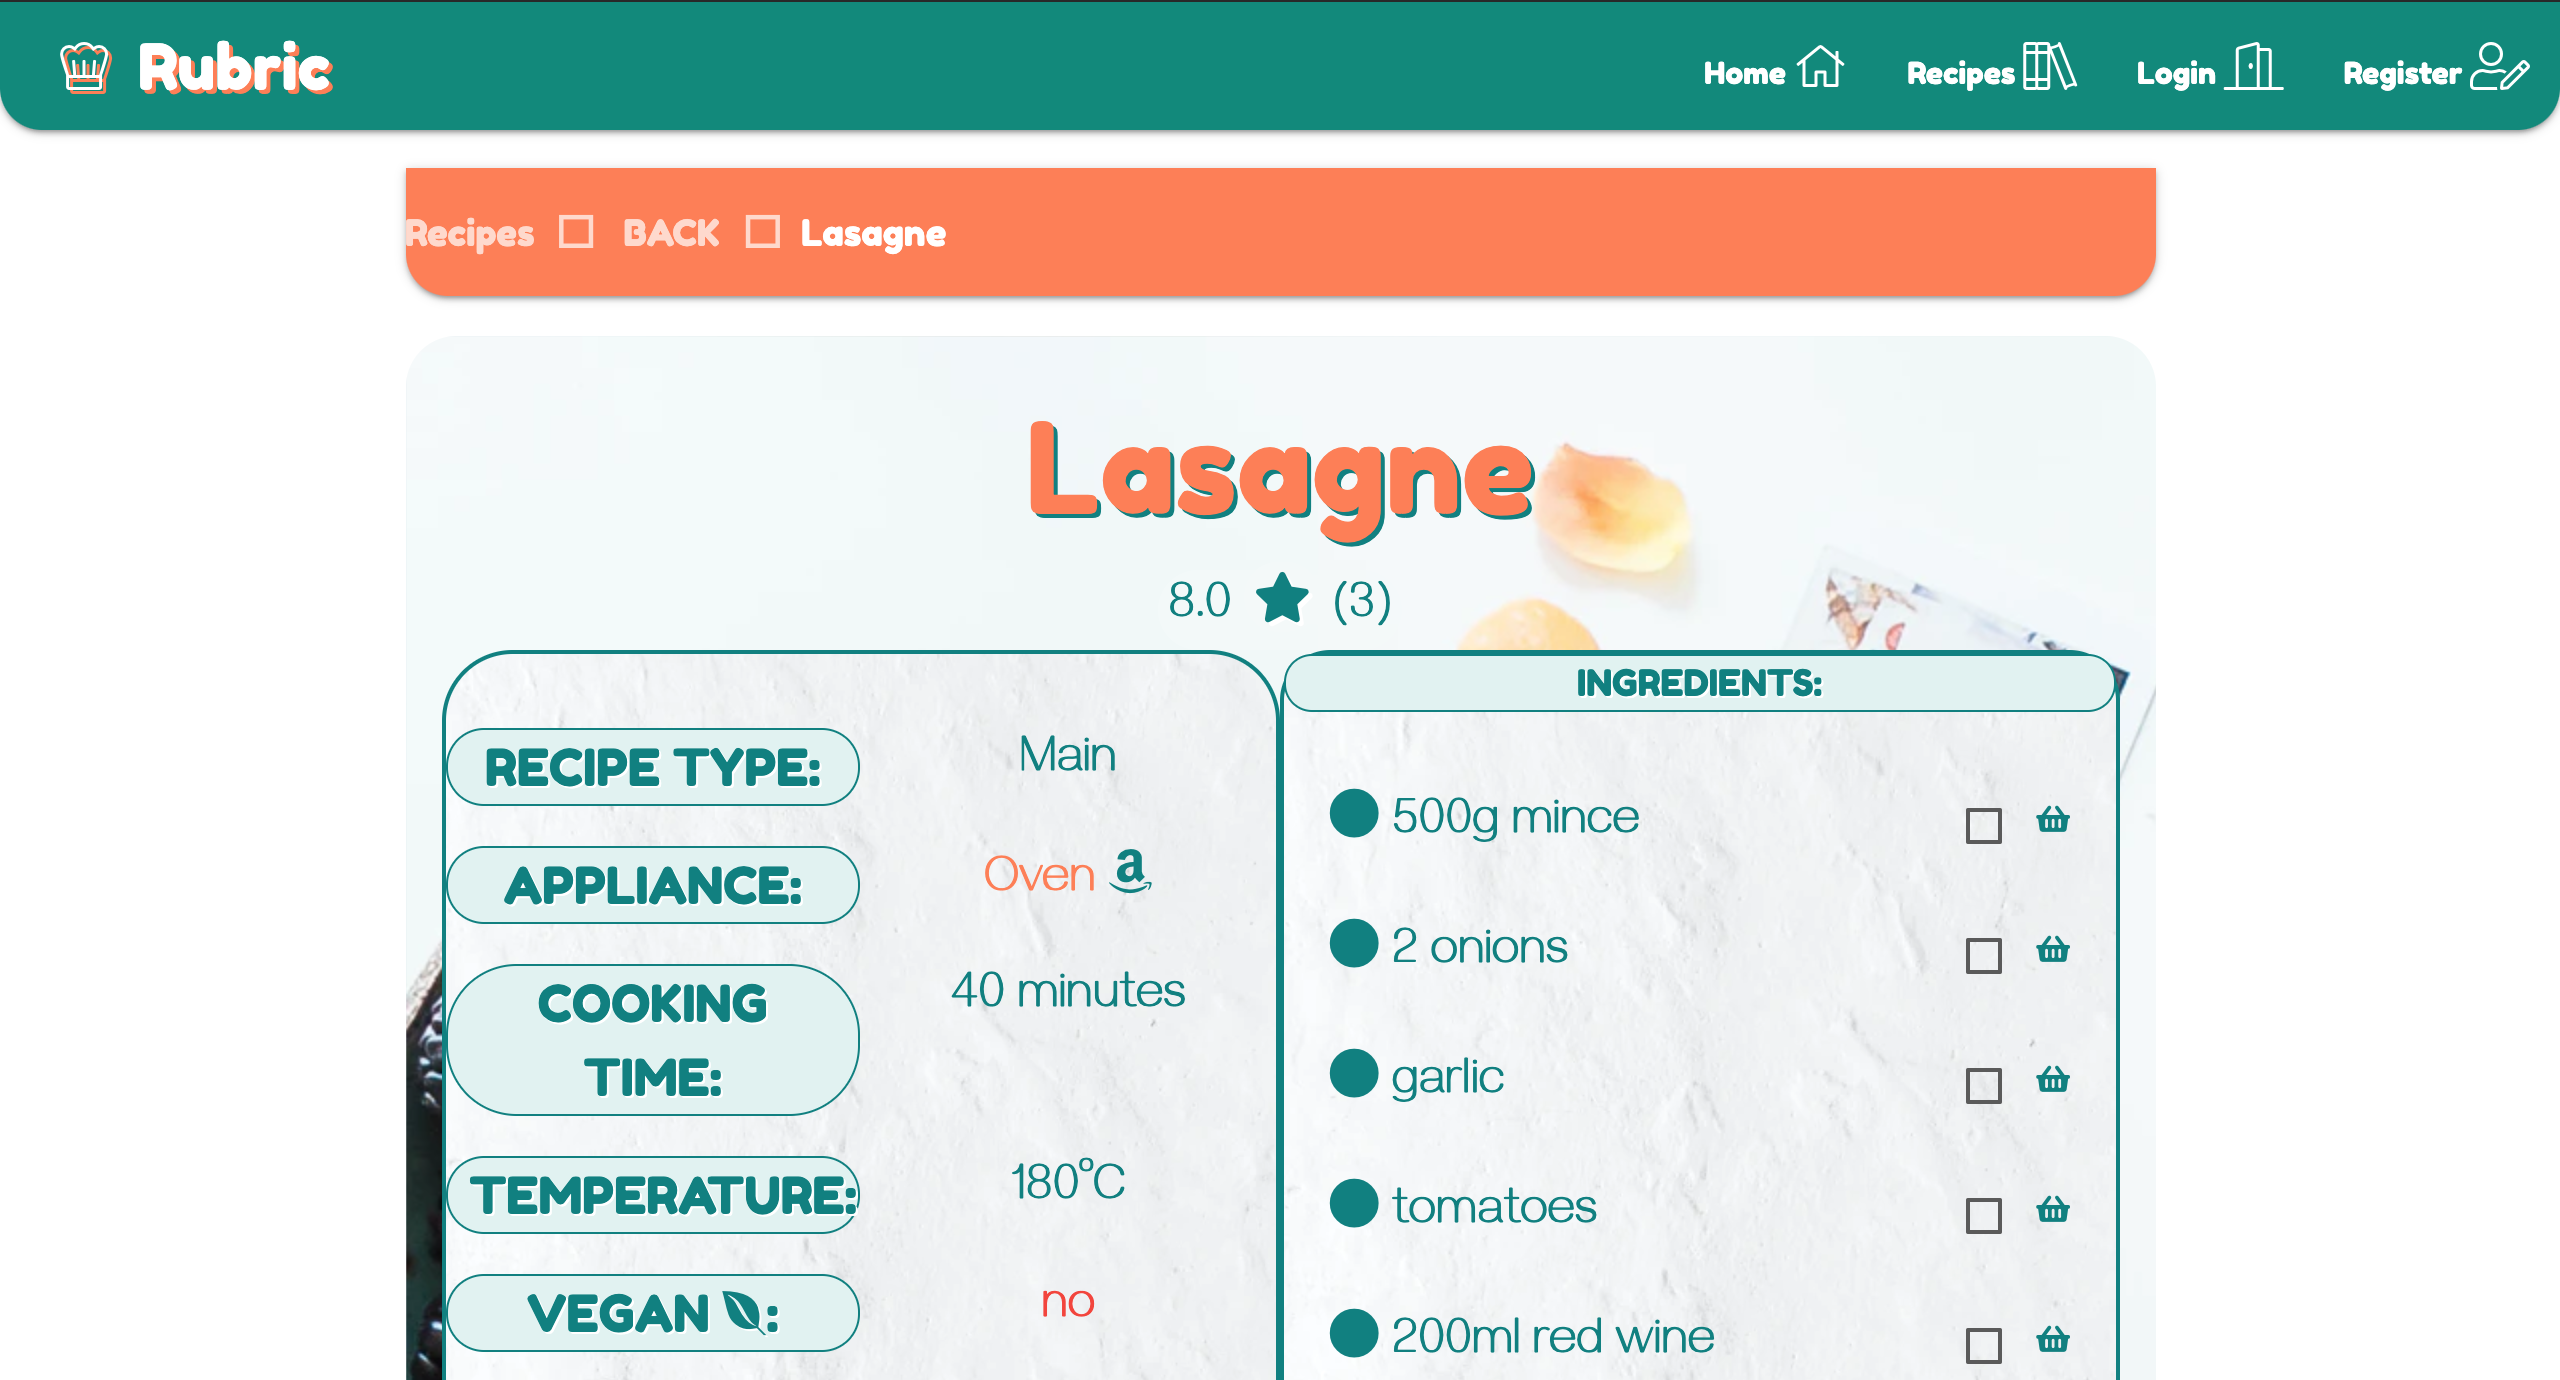 Rubric
Home
Recipes
Login
Register
Recipes BACK Lasagne
Lasagne
8.0 (3)
RECIPE TYPE: Main
APPLIANCE: Oven
COOKING
TIME: 40 minutes
TEMPERATURE: 180°C
VEGAN : no
INGREDIENTS:
500g mince
2 onions
garlic
tomatoes
200ml red wine